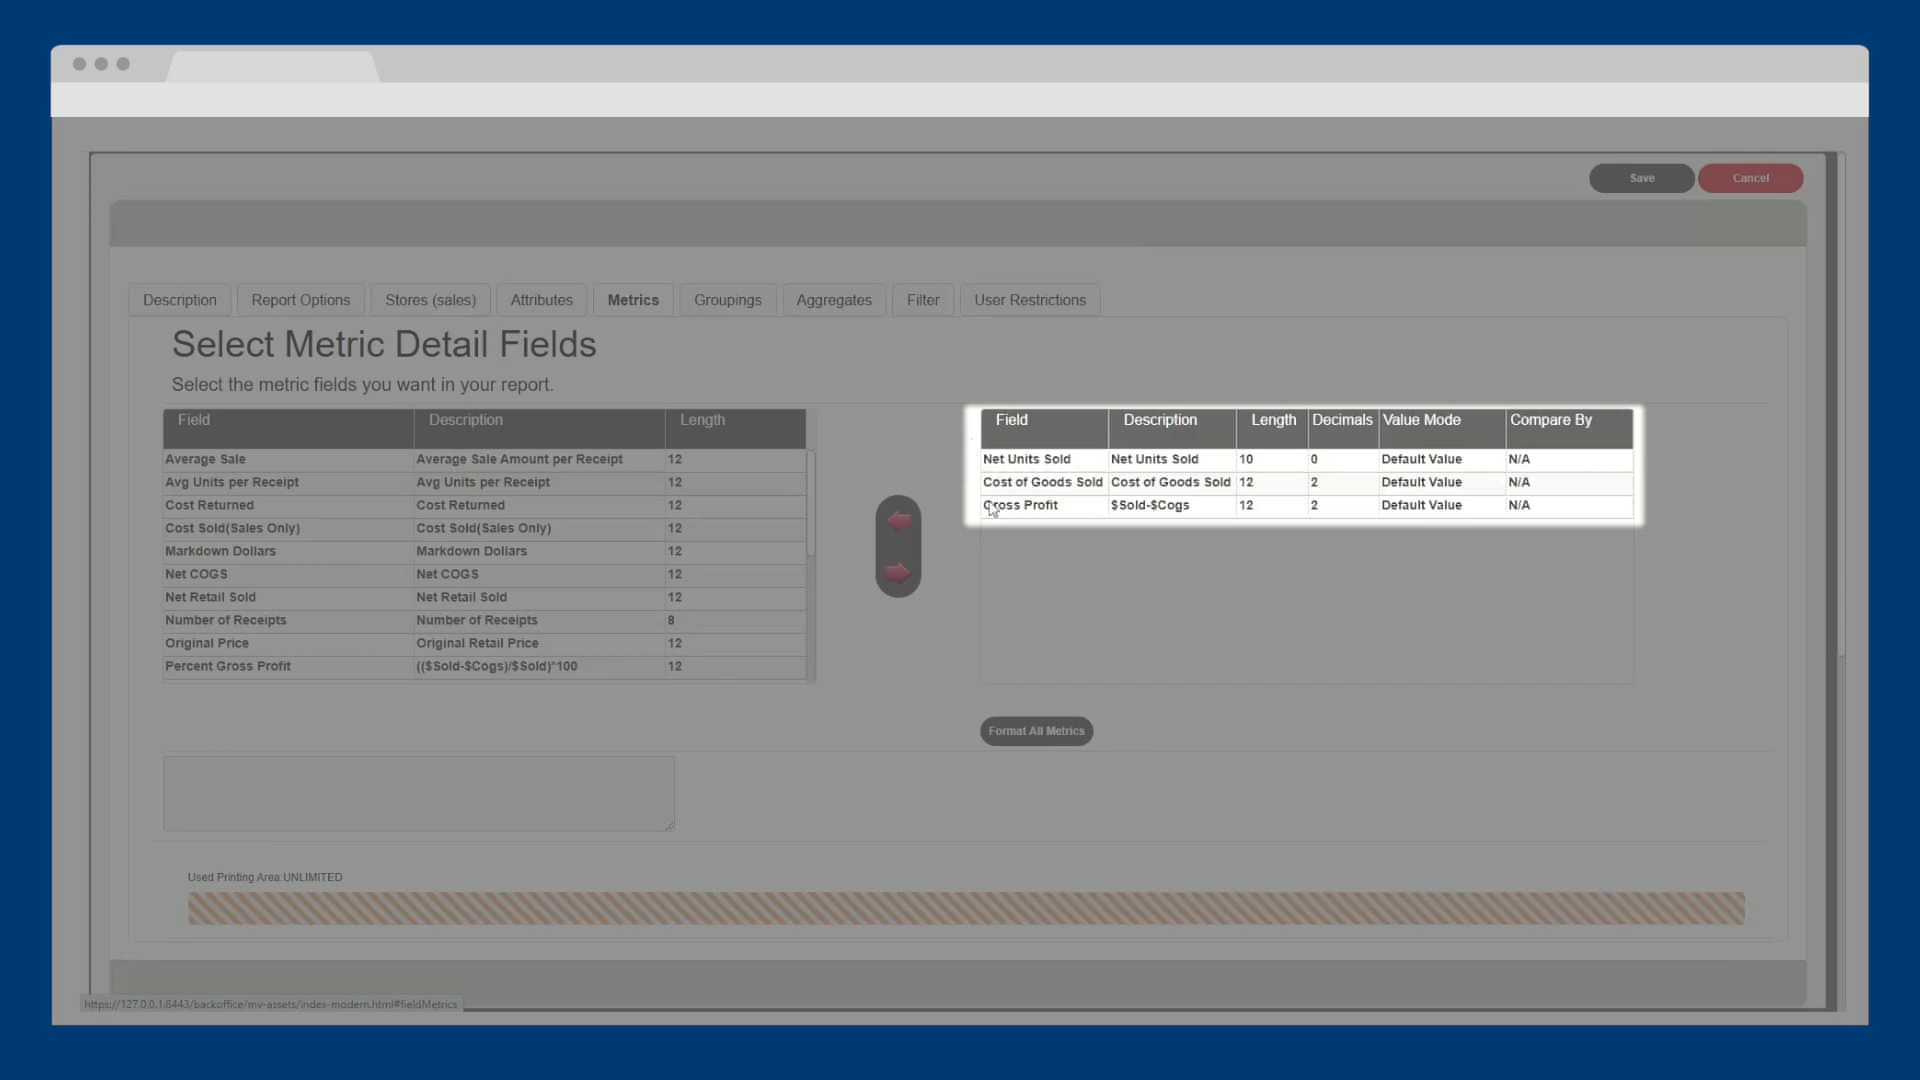 Save Cancel
Description Report Options Stores (sales) Attributes Metrics Groupings Aggregates Filter User Restrictions
Select Metric Detail Fields
Select the metric fields you want in your report.
Field Description Length
Average Sale Average Sale Amount per Receipt 12
Avg Units per Receipt Avg Units per Receipt 12
Cost Returned Cost Returned 12
Cost Sold(Sales Only) Cost Sold(Sales Only) 12
Markdown Dollars Markdown Dollars 12
Net COGS Net COGS 12
Net Retail Sold Net Retail Sold 12
Number of Receipts Number of Receipts 8
Original Price Original Retail Price 12
Percent Gross Profit (($Sold-$Cogs)/$Sold)*100 12
Field Description Length Decimals Value Mode Compare By
Net Units Sold Net Units Sold 10 0 Default Value N/A
Cost of Goods Sold Cost of Goods Sold 12 2 Default Value N/A
Gross Profit $Sold-$Cogs 12 2 Default Value N/A
Format All Metrics
Used Printing Area:UNLIMITED
https://127.0.0.1:8443/backoffice/mv-assets/index-modern.html#fieldMetrics